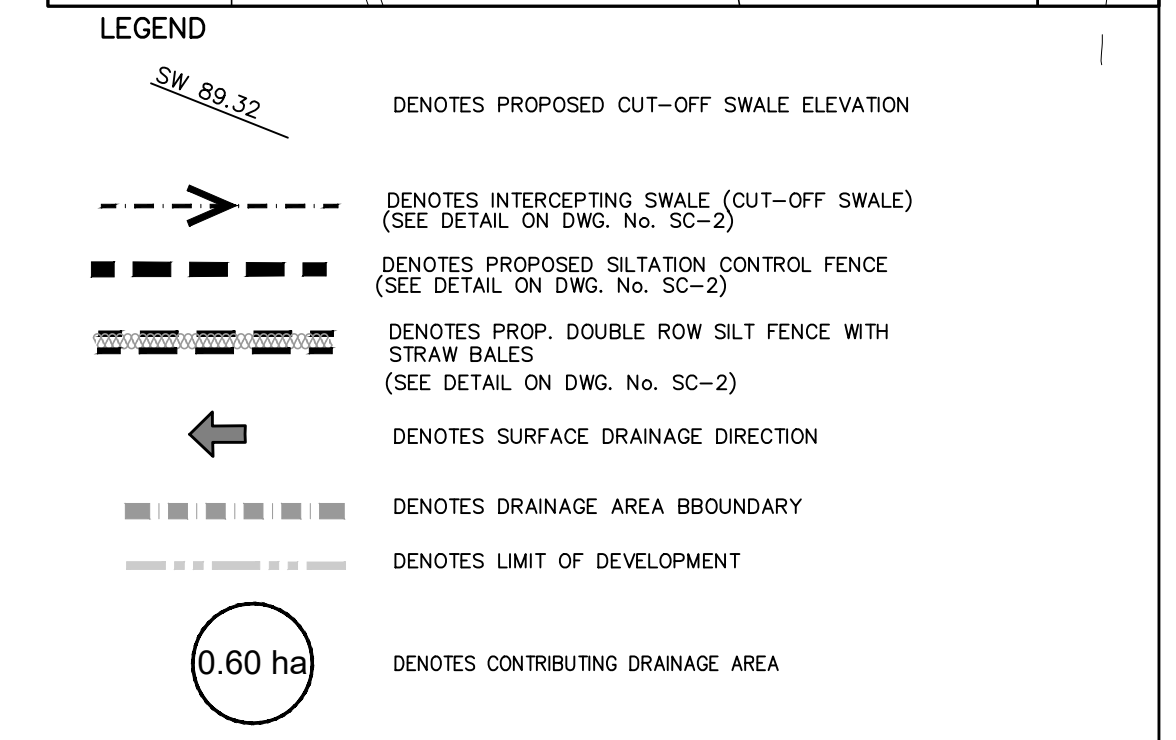 LEGEND
SW 89.32
DENOTES PROPOSED CUT-OFF SWALE ELEVATION
DENOTES INTERCEPTING SWALE (CUT-OFF SWALE)
(SEE DETAIL ON DWG. No. SC-2)
DENOTES PROPOSED SILTATION CONTROL FENCE
(SEE DETAIL ON DWG. No. SC-2)
DENOTES PROP. DOUBLE ROW SILT FENCE WITH
STRAW BALES
(SEE DETAIL ON DWG. No. SC-2)
DENOTES SURFACE DRAINAGE DIRECTION
DENOTES DRAINAGE AREA BBOUNDARY
DENOTES LIMIT OF DEVELOPMENT
0.60 ha
DENOTES CONTRIBUTING DRAINAGE AREA